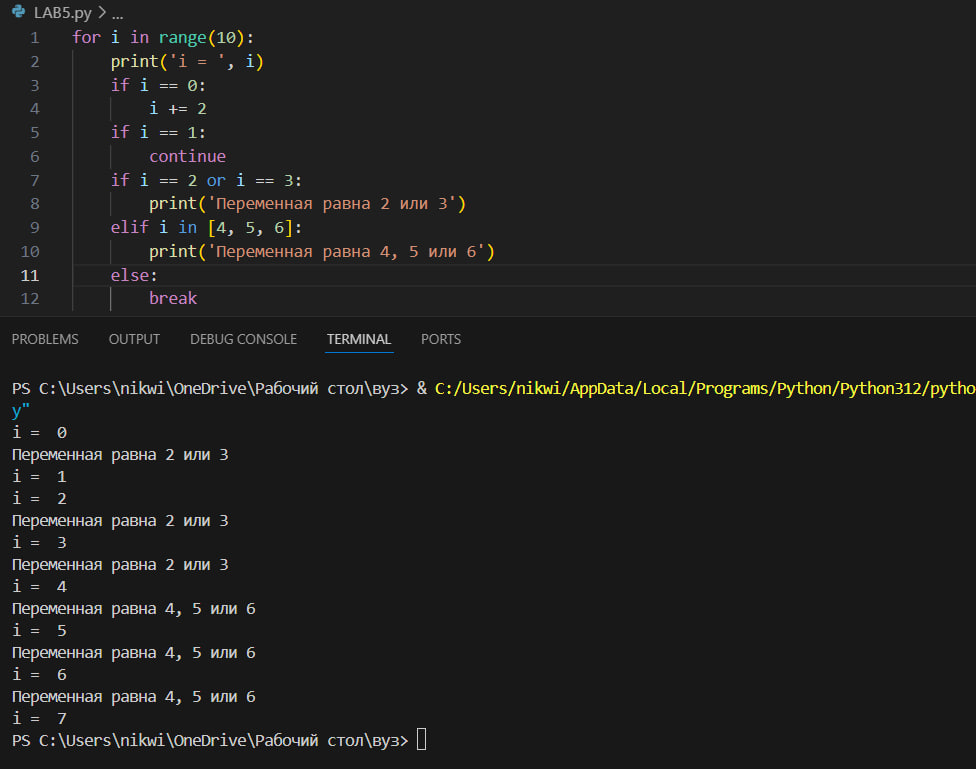 LAB5.py > ...
1 for i in range(10):
2     print('i = ', i)
3     if i == 0:
4         i += 2
5     if i == 1:
6         continue
7     if i == 2 or i == 3:
8         print('Переменная равна 2 или 3')
9     elif i in [4, 5, 6]:
10         print('Переменная равна 4, 5 или 6')
11     else:
12         break
PROBLEMS OUTPUT DEBUG CONSOLE TERMINAL PORTS
PS C:\Users\nikwi\OneDrive\Рабочий стол\вуз> & C:/Users/nikwi/AppData/Local/Programs/Python/Python312/pytho
y"
i =  0
Переменная равна 2 или 3
i =  1
i =  2
Переменная равна 2 или 3
i =  3
Переменная равна 2 или 3
i =  4
Переменная равна 4, 5 или 6
i =  5
Переменная равна 4, 5 или 6
i =  6
Переменная равна 4, 5 или 6
i =  7
PS C:\Users\nikwi\OneDrive\Рабочий стол\вуз>